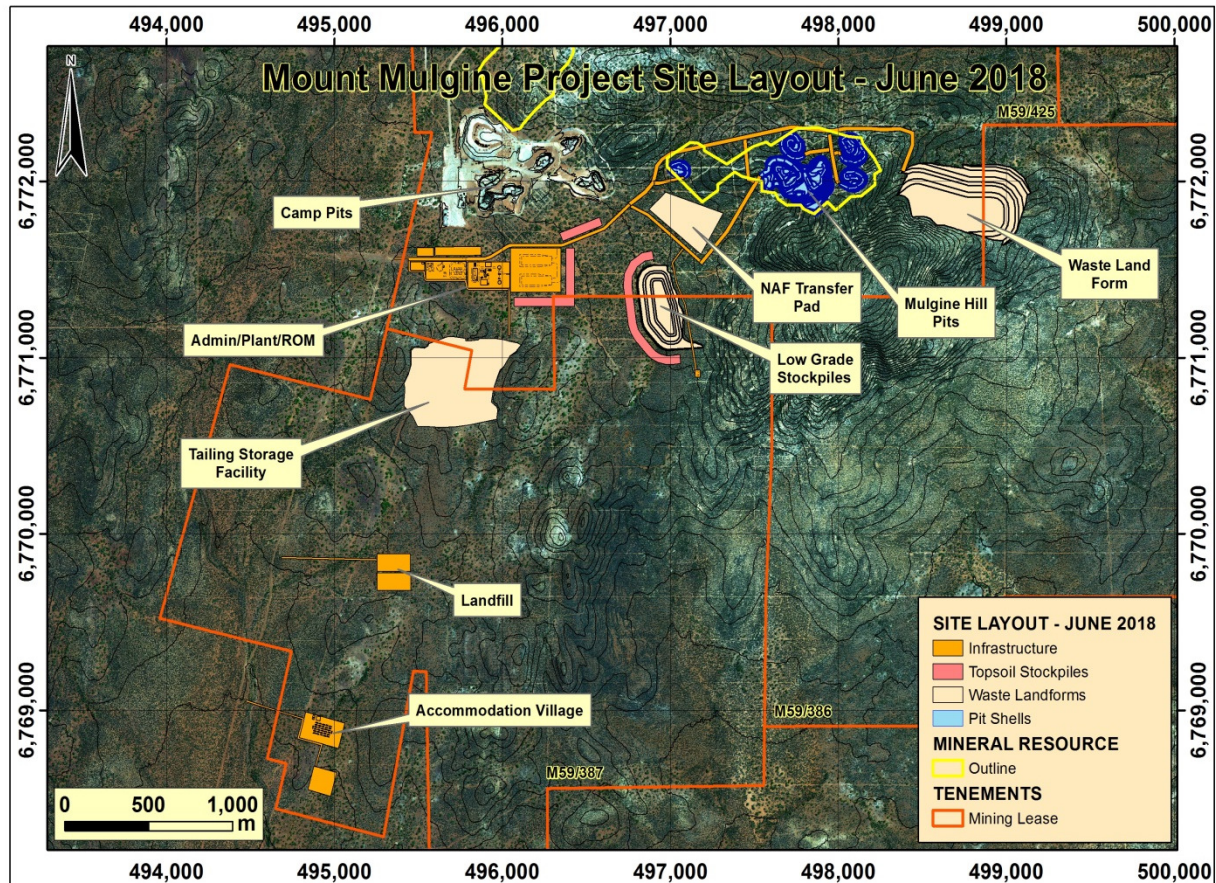 494,000 495,000 496,000 497,000 498,000 499,000 500,000
N
Mount Mulgine Project Site Layout - June 2018
M59/425
6,772,000
6,772,000
Camp Pits
Waste Land
Form
NAF Transfer
Pad
Mulgine Hill
Pits
Admin/Plant/ROM
Low Grade
Stockpiles
6,771,000
6,771,000
Tailing Storage
Facility
6,770,000
6,770,000
Landfill
SITE LAYOUT - JUNE 2018
Infrastructure
Topsoil Stockpiles
Waste Landforms
Pit Shells
MINERAL RESOURCE
Outline
TENEMENTS
Mining Lease
6,769,000
6,769,000
Accommodation Village
M59/386
M59/387
0 500 1,000
m
494,000 495,000 496,000 497,000 498,000 499,000 500,000